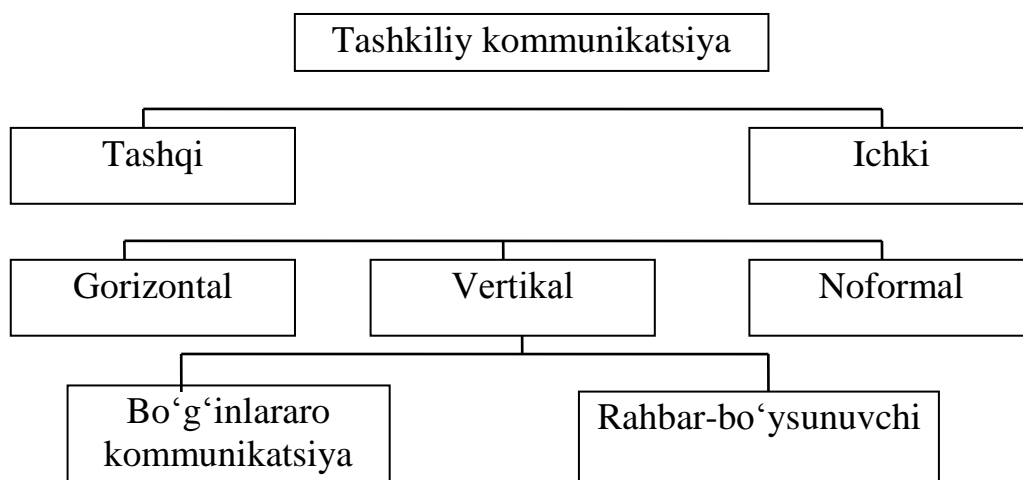 Tashkiliy kommunikatsiya
Tashqi
Ichki
Gorizontal
Vertikal
Noformal
Bo‘g‘inlararo
kommunikatsiya
Rahbar-bo‘ysunuvchi